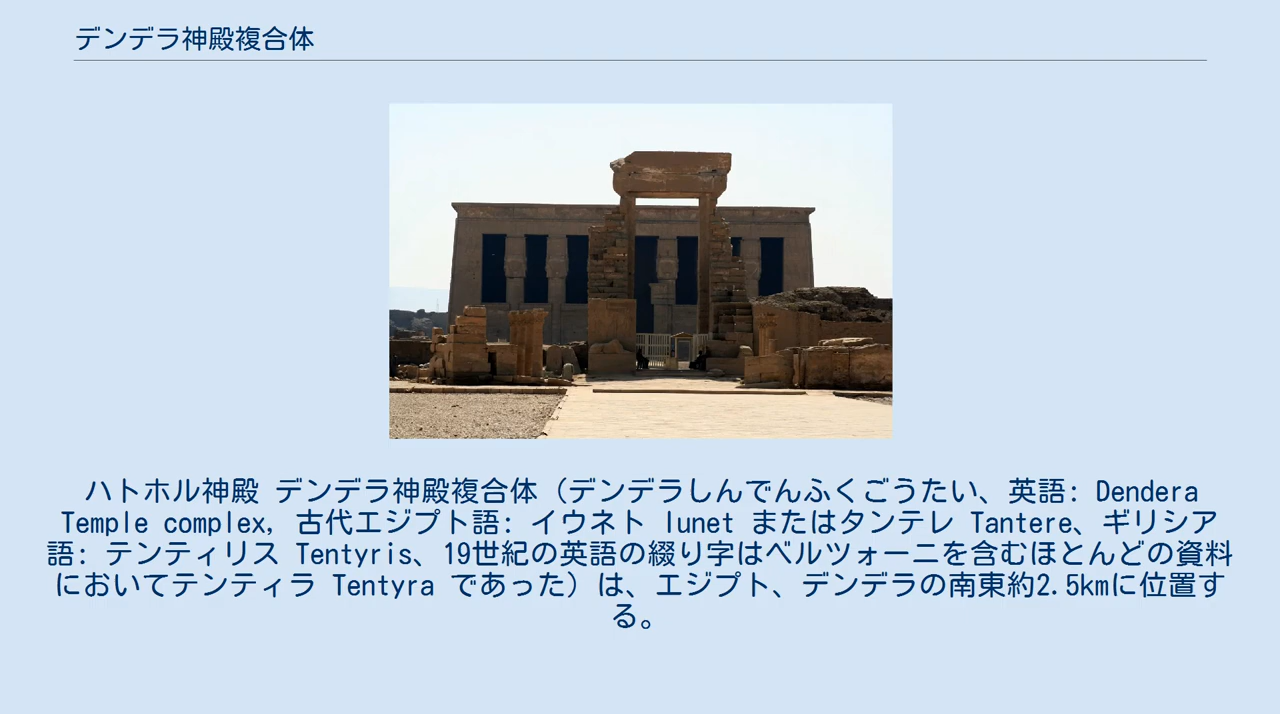 デンデラ神殿複合体
ハトホル神殿 デンデラ神殿複合体（デンデラしんでんふくごうたい、英語: Dendera
Temple complex, 古代エジプト語: イウネト lunet またはタンテレ Tantere、ギリシア
語: テンティリス Tentyris、19世紀の英語の綴り字はベルツォーニを含むほとんどの資料
においてテンティラ Tentyra であった）は、エジプト、デンデラの南東約2.5kmに位置す
る。